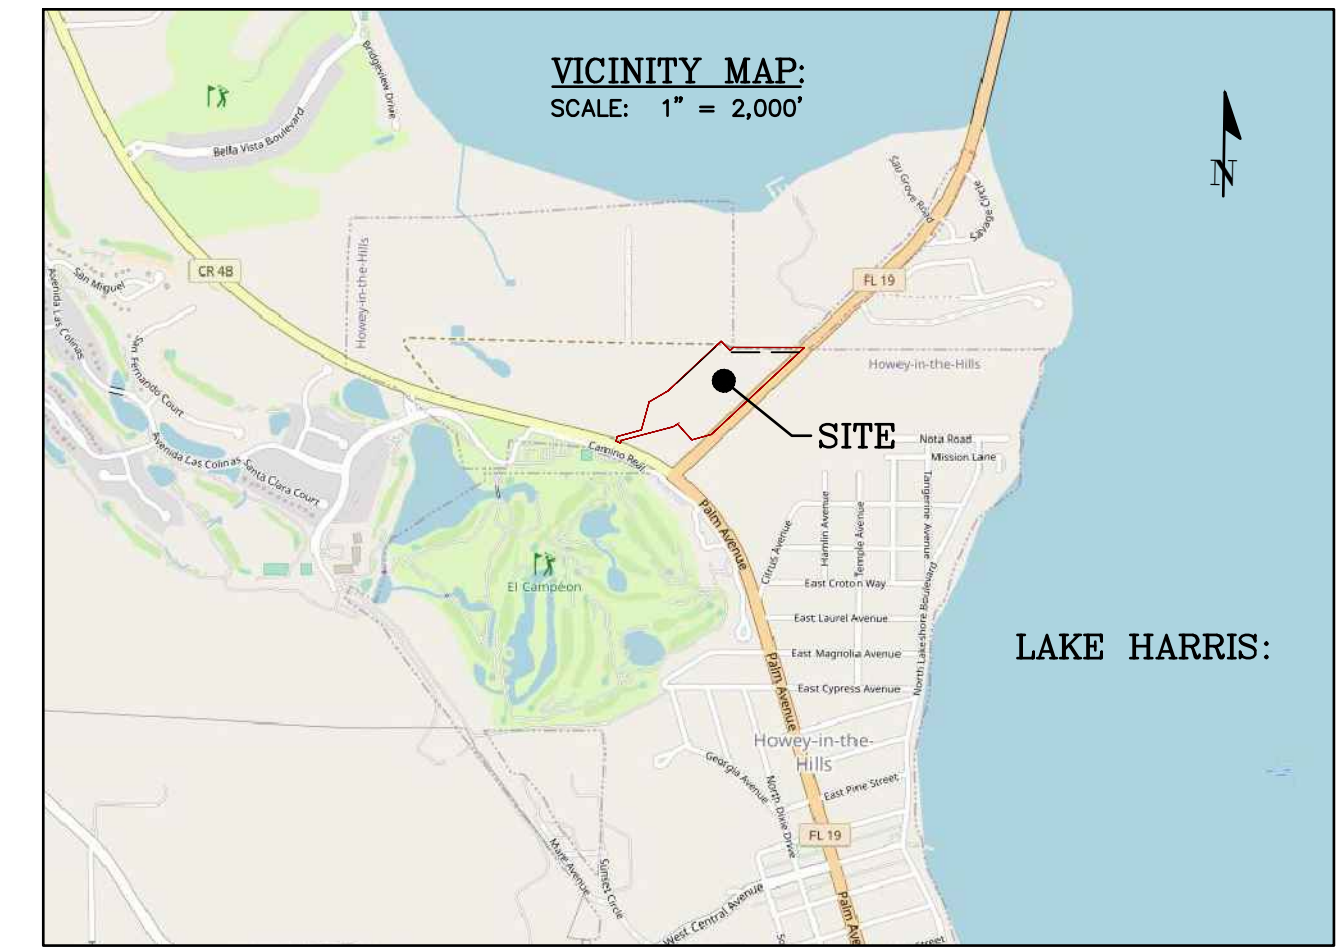 VICINITY MAP:
SCALE: 1" = 2,000'
N
Bridgeview Drive
Bella Vista Boulevard
Sau Grove Road
Savage Circle
CR 48
San Miguel
Avenida Las Colinas
Howey-in-the-Hills
FL 19
San Fernando Court
Howey-in-the-Hills
SITE
Nota Road
Mission Lane
Camino Real
Avenida Las Colinas
Santa Clara Court
Palm Avenue
Citrus Avenue
Hamlin Avenue
Temple Avenue
Tangerine Avenue
El Campeon
East Croton Way
East Laurel Avenue
North Lakeshore Boulevard
LAKE HARRIS:
East Magnolia Avenue
Palm Avenue
East Cypress Avenue
Howey-in-the-
Hills
Georgia Avenue
North Dixie Drive
East Pine Street
FL 19
Mare Avenue
Sunset Circle
West Central Avenue
Palm Ave
Street